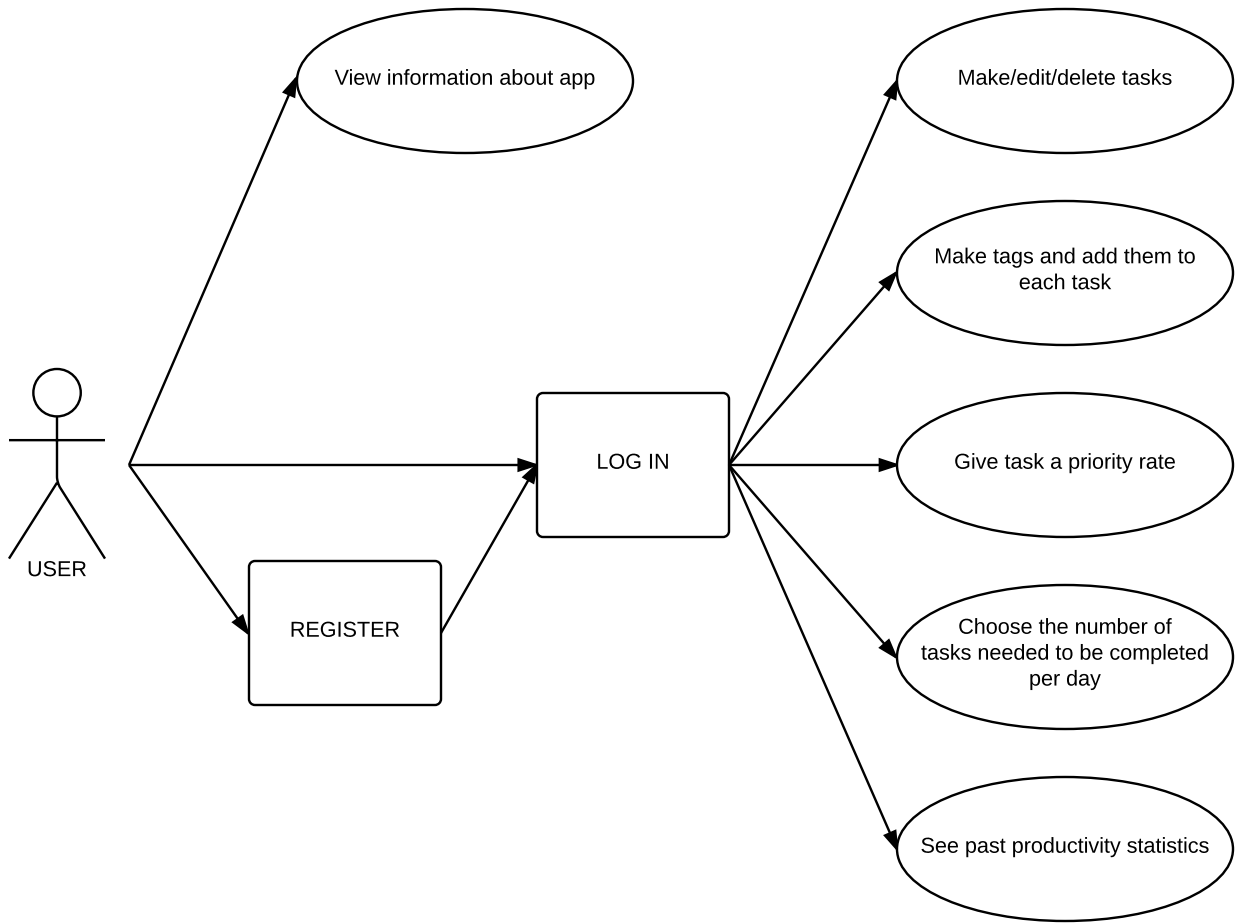 View information about app
Make/edit/delete tasks
Make tags and add them to
each task
LOG IN
Give task a priority rate
USER
REGISTER
Choose the number of
tasks needed to be completed
per day
See past productivity statistics